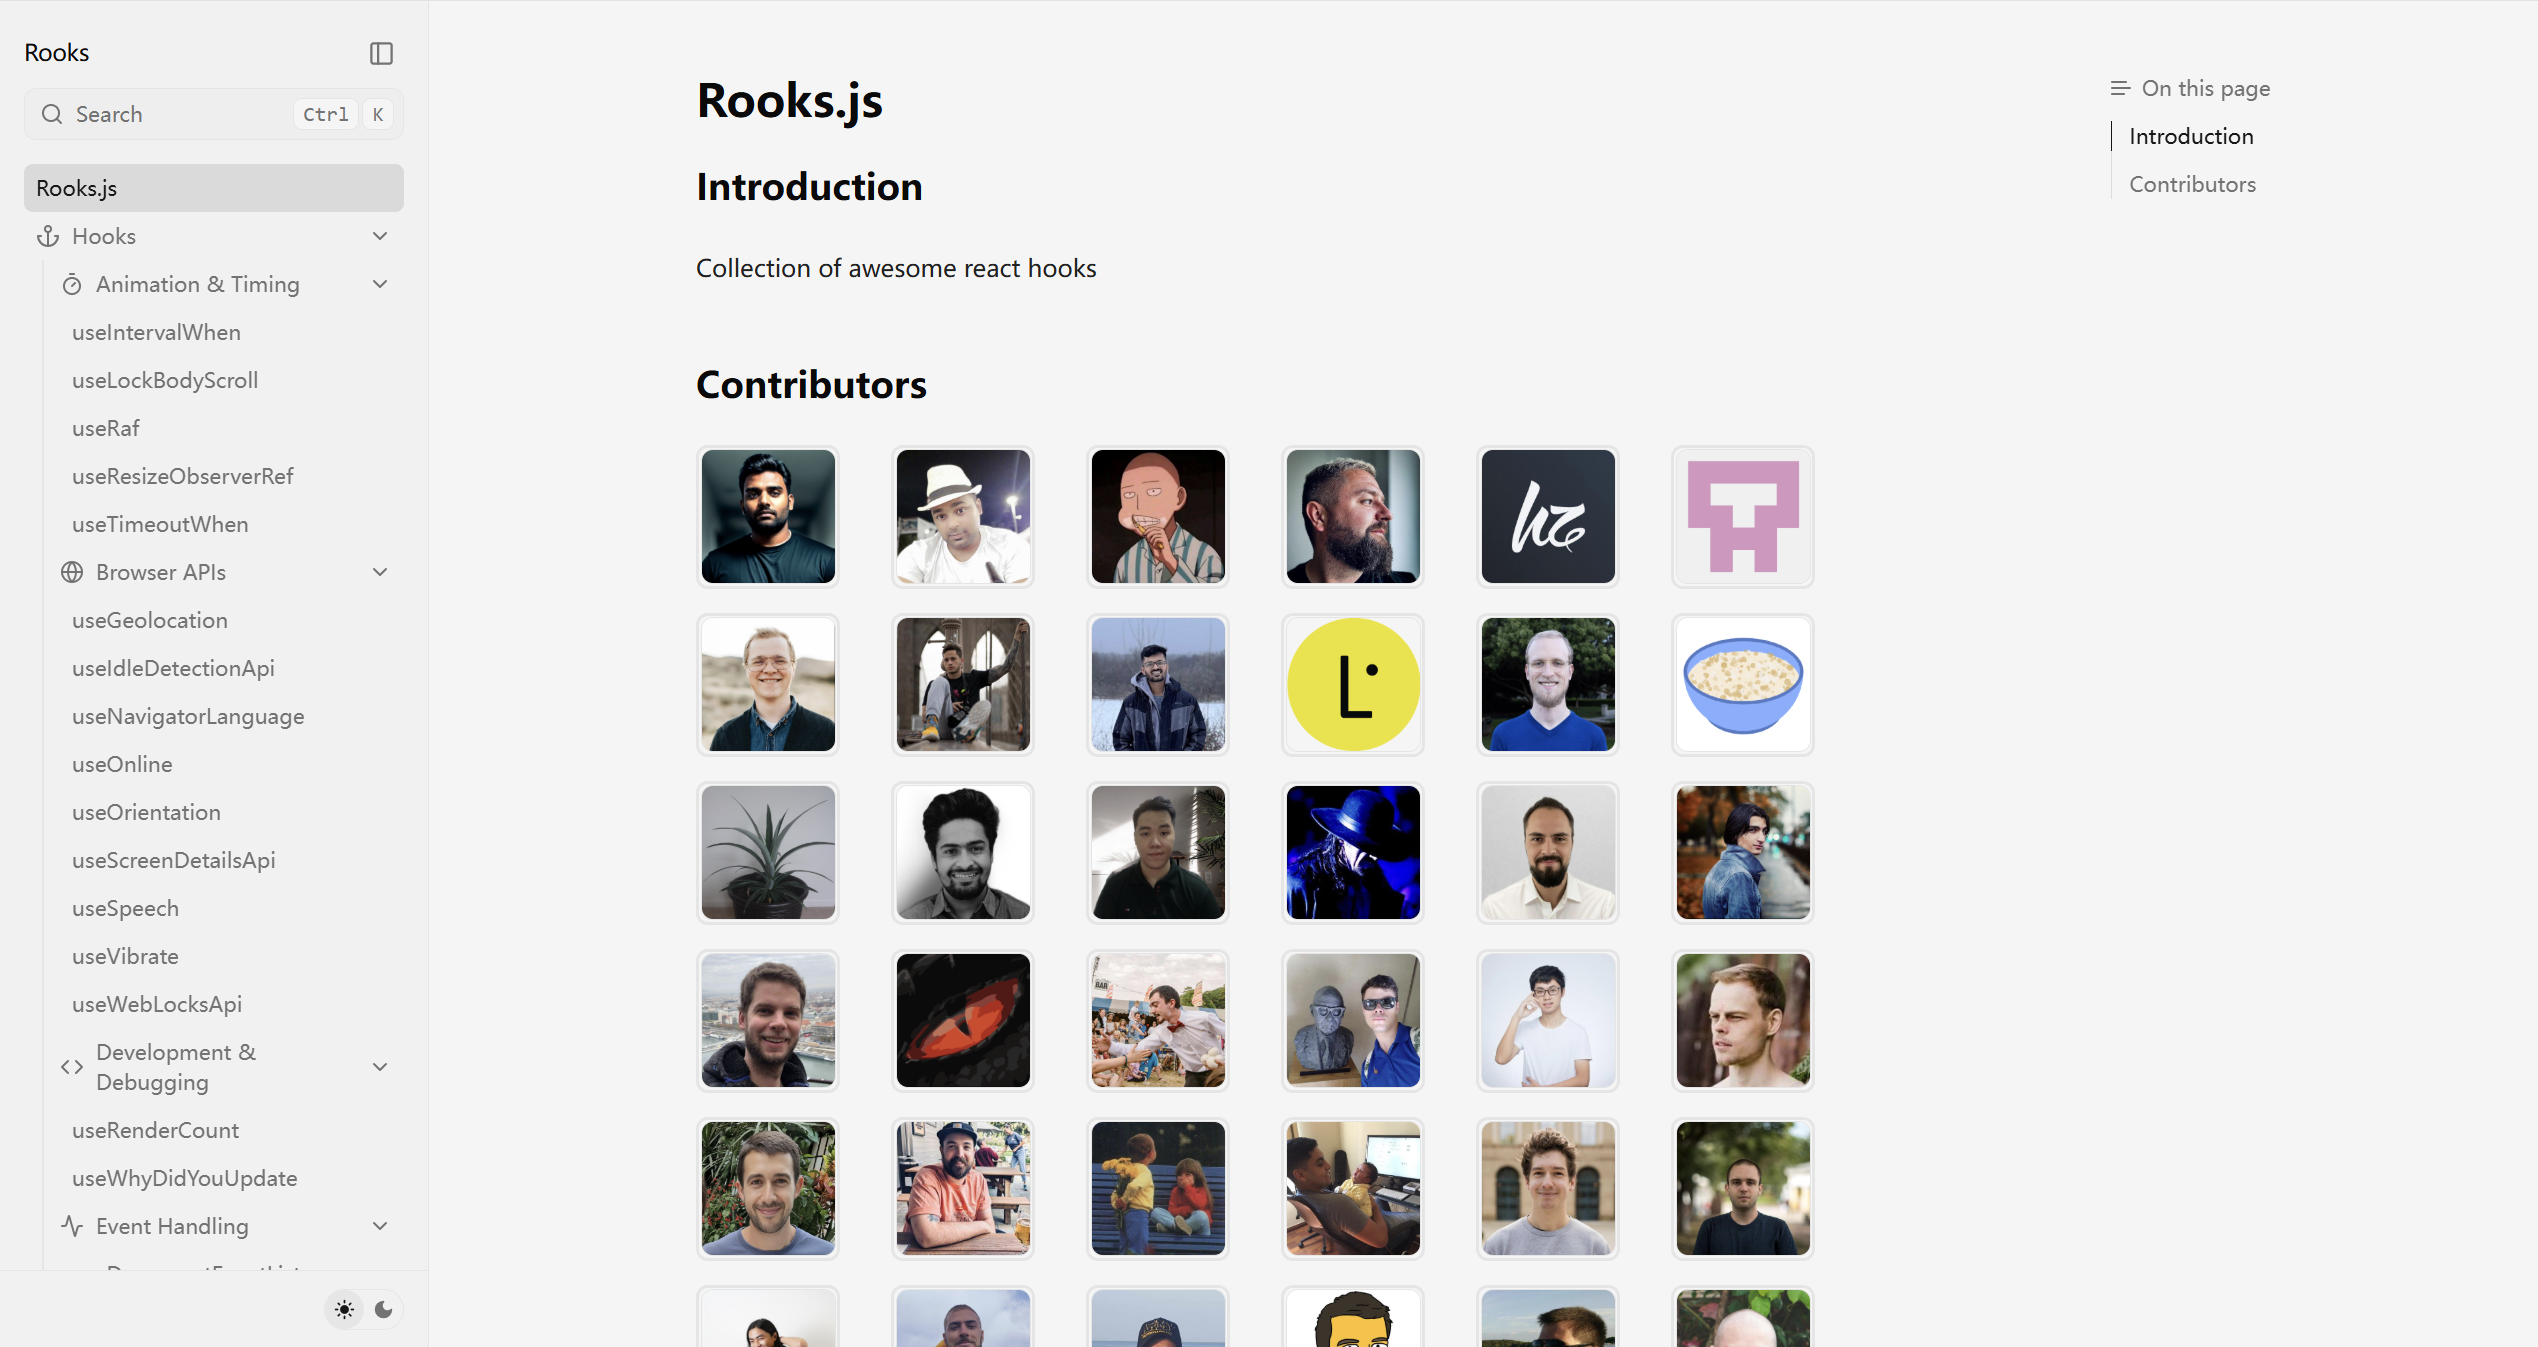 Rooks
Search
Ctrl
K
Rooks.js
Hooks
Animation & Timing
useIntervalWhen
useLockBodyScroll
useRaf
useResizeObserverRef
useTimeoutWhen
Browser APIs
useGeolocation
useIdleDetectionApi
useNavigatorLanguage
useOnline
useOrientation
useScreenDetailsApi
useSpeech
useVibrate
useWebLocksApi
Development &
Debugging
useRenderCount
useWhyDidYouUpdate
Event Handling
Rooks.js
Introduction
Collection of awesome react hooks
Contributors
hz
L
BAR
On this page
Introduction
Contributors